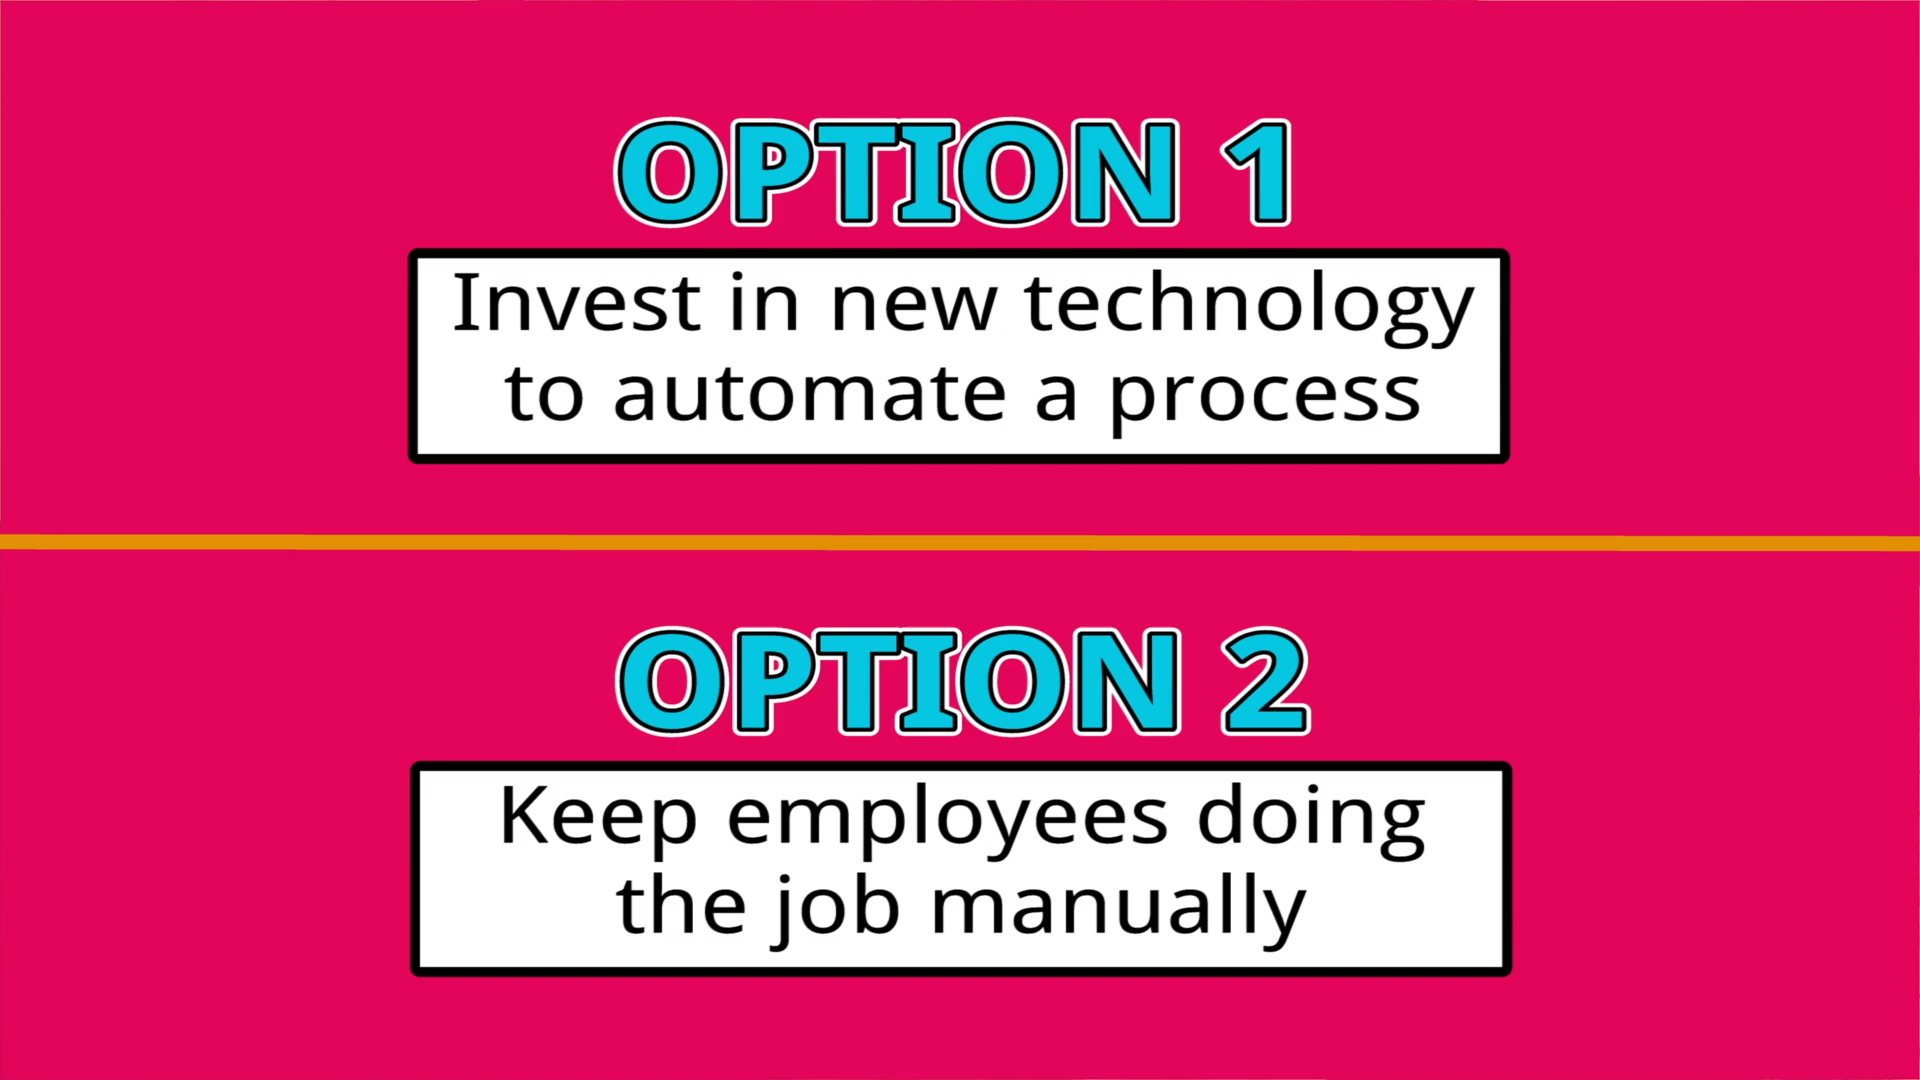 OPTION 1
Invest in new technology
to automate a process
OPTION 2
Keep employees doing
the job manually